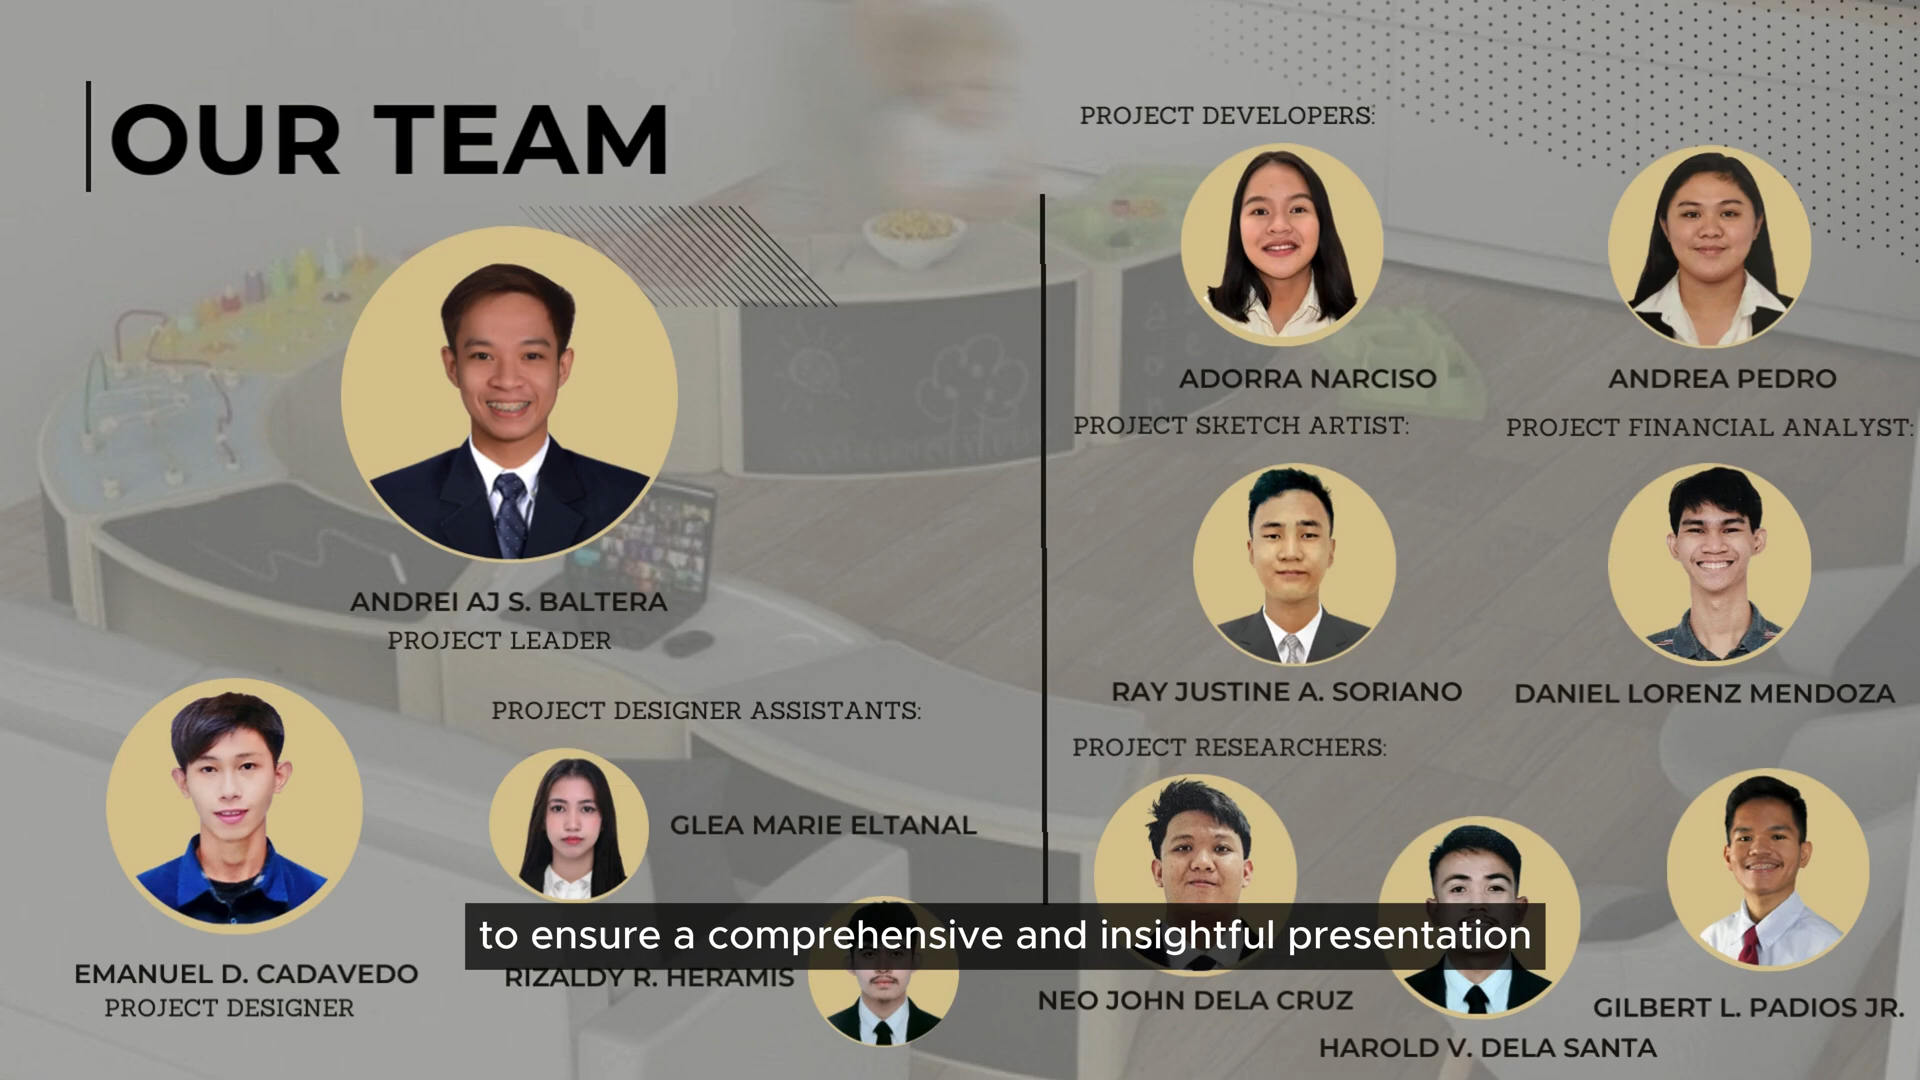 OUR TEAM
ANDREI AJ S. BALTERA
PROJECT LEADER
EMANUEL D. CADAVEDO
PROJECT DESIGNER
PROJECT DESIGNER ASSISTANTS:
GLEA MARIE ELTANAL
RIZALDY R. HERAMIS
PROJECT DEVELOPERS:
ADORRA NARCISO
ANDREA PEDRO
PROJECT SKETCH ARTIST:
RAY JUSTINE A. SORIANO
PROJECT FINANCIAL ANALYST:
DANIEL LORENZ MENDOZA
PROJECT RESEARCHERS:
NEO JOHN DELA CRUZ
HAROLD V. DELA SANTA
GILBERT L. PADIOS JR.
to ensure a comprehensive and insightful presentation